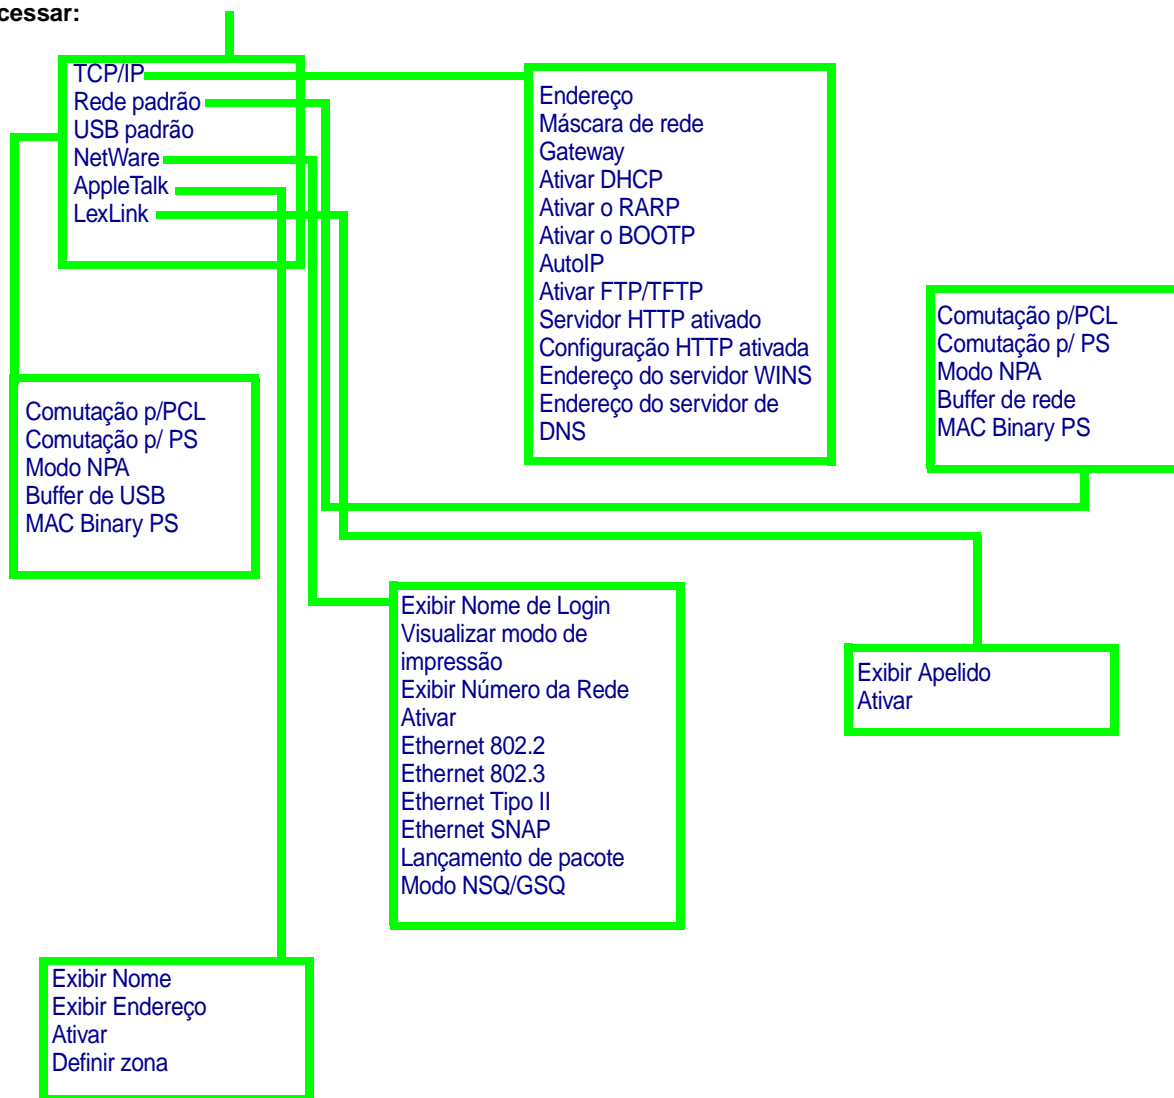 cessar:
TCP/IP
Rede padrão
USB padrão
NetWare
AppleTalk
LexLink
Endereço
Máscara de rede
Gateway
Ativar DHCP
Ativar o RARP
Ativar o BOOTP
AutoIP
Ativar FTP/TFTP
Servidor HTTP ativado
Configuração HTTP ativada
Endereço do servidor WINS
Endereço do servidor de
DNS
Comutação p/PCL
Comutação p/ PS
Modo NPA
Buffer de rede
MAC Binary PS
Comutação p/PCL
Comutação p/ PS
Modo NPA
Buffer de USB
MAC Binary PS
Exibir Nome de Login
Visualizar modo de
impressão
Exibir Número da Rede
Ativar
Ethernet 802.2
Ethernet 802.3
Ethernet Tipo II
Ethernet SNAP
Lançamento de pacote
Modo NSQ/GSQ
Exibir Apelido
Ativar
Exibir Nome
Exibir Endereço
Ativar
Definir zona